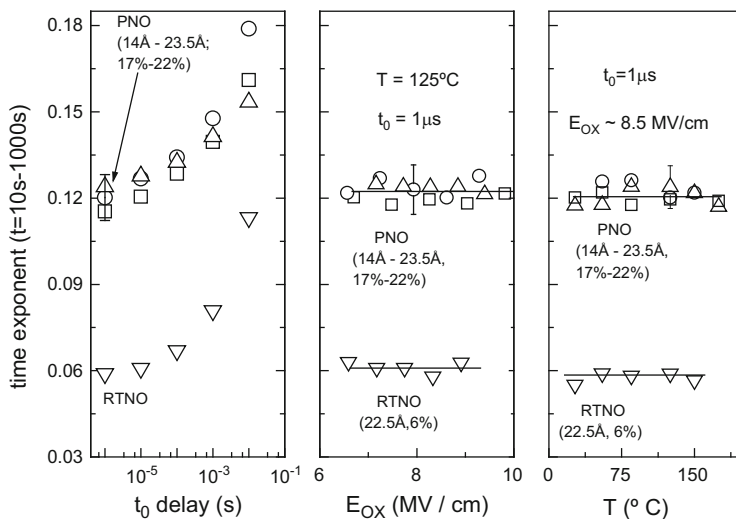 time exponent (t=10s-1000s)
0.18
0.15
0.12
0.09
0.06
0.03
PNO
(14Å - 23.5Å;
17%-22%)
RTNO
10-5
10-3
10-1
t0 delay (s)
T = 125ºC
t0 = 1µs
PNO
(14Å - 23.5Å,
17%-22%)
RTNO
(22.5Å,6%)
6
8
10
EOX (MV / cm)
t0=1µs
EOX ~ 8.5 MV/cm
PNO
(14Å - 23.5Å,
17%-22%)
RTNO
(22.5Å, 6%)
0
75
150
T (º C)